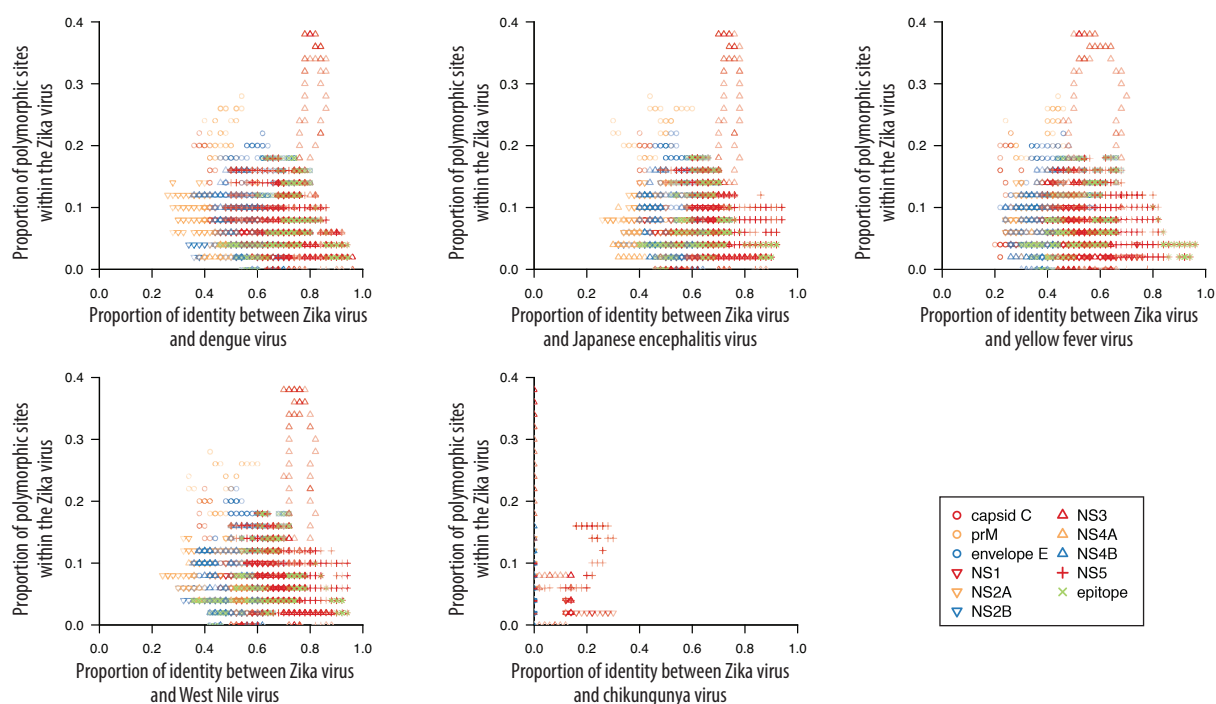 Proportion of polymorphic sites
within the Zika virus
0.4
0.3
0.2
0.1
0.0
0.0 0.2 0.4 0.6 0.8 1.0
Proportion of identity between Zika virus
and dengue virus
Proportion of polymorphic sites
within the Zika virus
0.4
0.3
0.2
0.1
0.0
0.0 0.2 0.4 0.6 0.8 1.0
Proportion of identity between Zika virus
and Japanese encephalitis virus
Proportion of polymorphic sites
within the Zika virus
0.4
0.3
0.2
0.1
0.0
0.0 0.2 0.4 0.6 0.8 1.0
Proportion of identity between Zika virus
and yellow fever virus
Proportion of polymorphic sites
within the Zika virus
0.4
0.3
0.2
0.1
0.0
0.0 0.2 0.4 0.6 0.8 1.0
Proportion of identity between Zika virus
and West Nile virus
Proportion of polymorphic sites
within the Zika virus
0.4
0.3
0.2
0.1
0.0
0.0 0.2 0.4 0.6 0.8 1.0
Proportion of identity between Zika virus
and chikungunya virus
capsid C
prM
envelope E
NS1
NS2A
NS2B
NS3
NS4A
NS4B
NS5
epitope